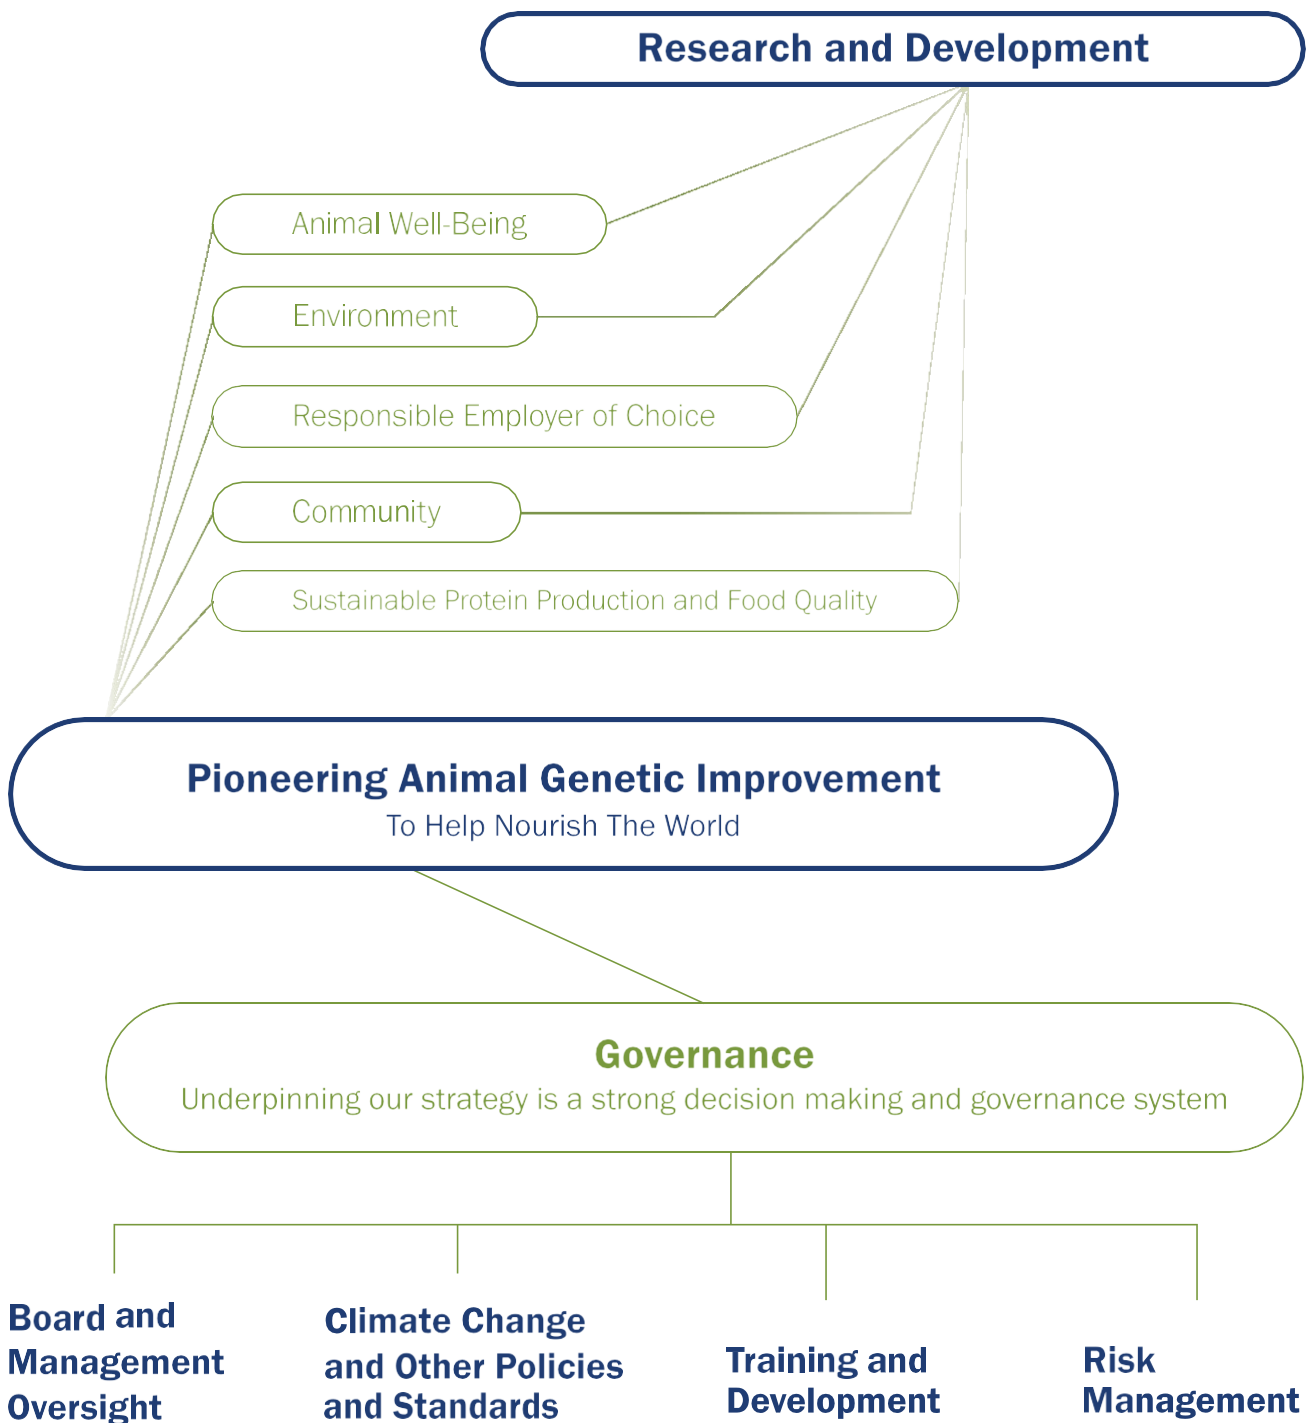 Research and Development
Animal Well-Being
Environment
Responsible Employer of Choice
Community
Sustainable Protein Production and Food Quality
Pioneering Animal Genetic Improvement
To Help Nourish The World
Governance
Underpinning our strategy is a strong decision making and governance system
Board and
Management
Oversight
Climate Change
and Other Policies
and Standards
Training and
Development
Risk
Management